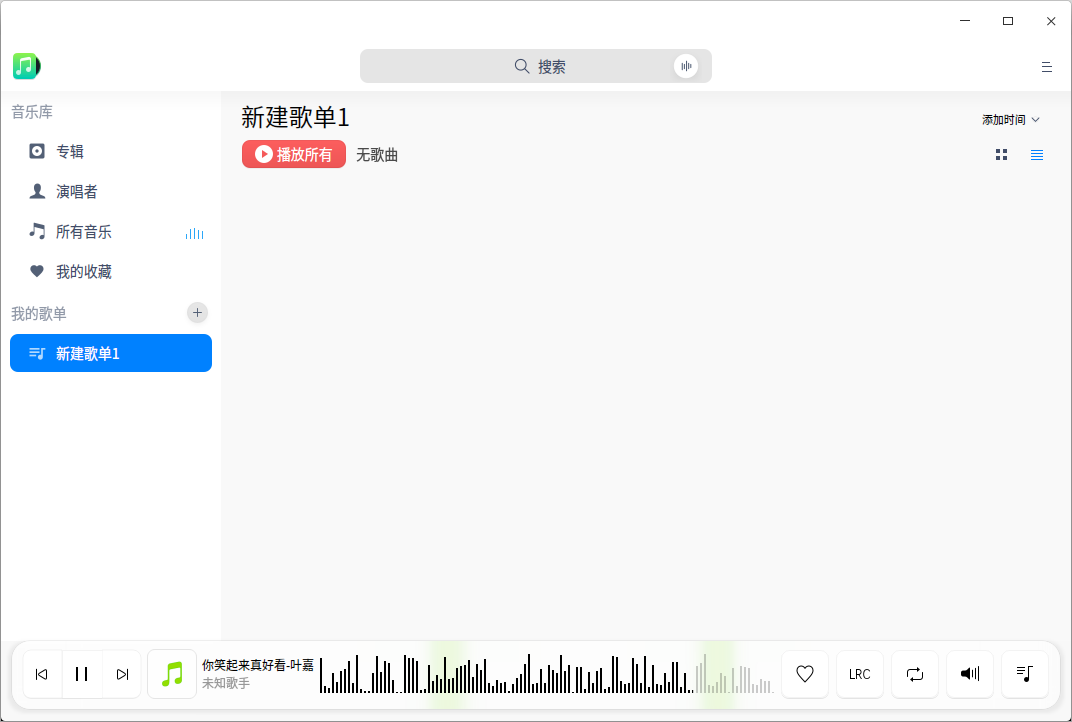 搜索
音乐库
专辑
演唱者
所有音乐
我的收藏
我的歌单
新建歌单1
新建歌单1
添加时间
播放所有
无歌曲
你笑起来真好看-叶嘉
未知歌手
LRC